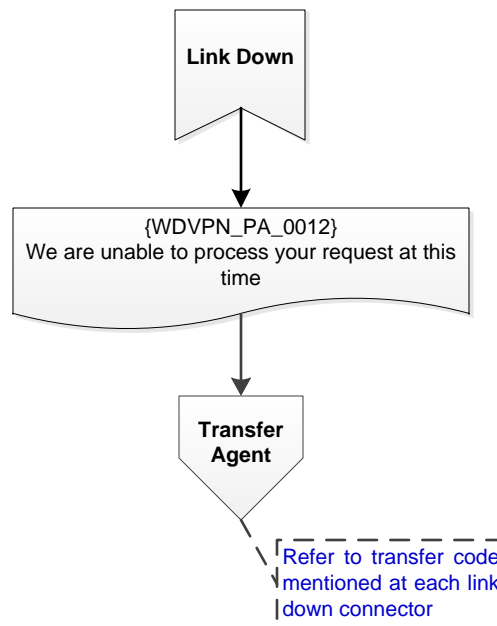 Link Down
{WDVPN_PA_0012}
We are unable to process your request at this
time
Transfer
Agent
Refer to transfer code
mentioned at each link
down connector